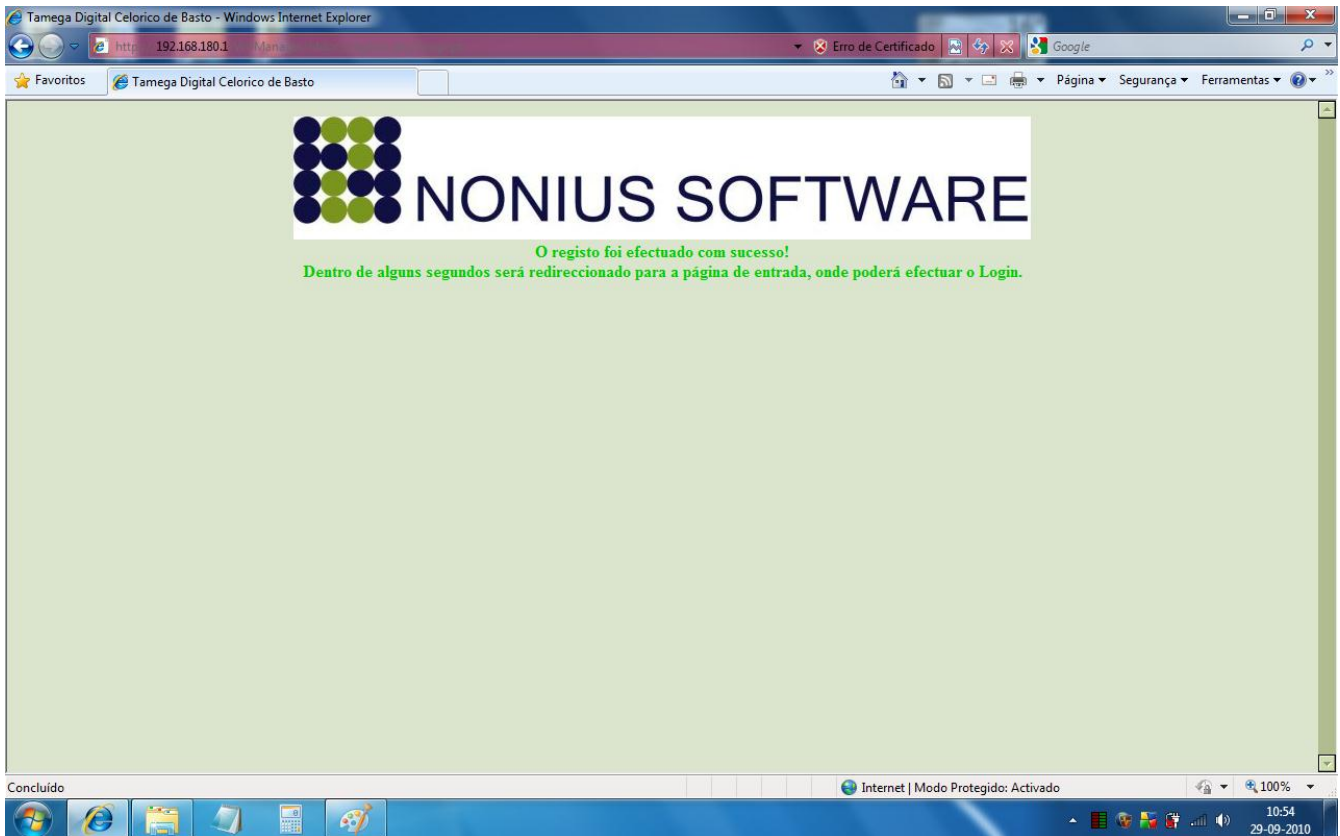 Tamega Digital Celorico de Basto - Windows Internet Explorer
192.168.180.1 Erro de Certificado Google
Favoritos Tamega Digital Celorico de Basto Página Segurança Ferramentas
NONIUS SOFTWARE
O registo foi efectuado com sucesso!
Dentro de alguns segundos será redireccionado para a página de entrada, onde poderá efectuar o Login.
Concluído Internet | Modo Protegido: Activado 100%
10:54
29-09-2010